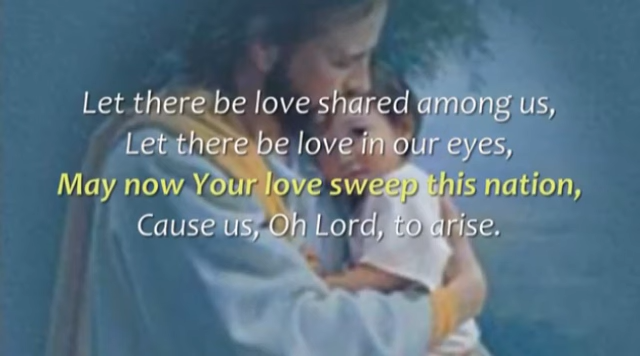 Let there be love shared among us,
Let there be love in our eyes,
May now Your love sweep this nation,
Cause us, Oh Lord, to arise.